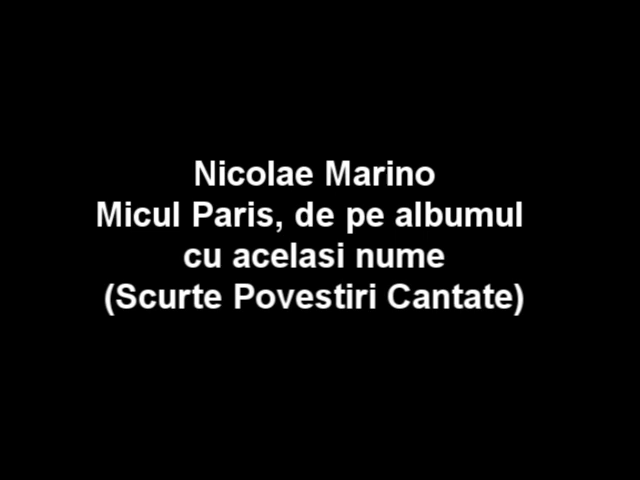 Nicolae Marino
Micul Paris, de pe albumul
cu acelasi nume
(Scurte Povestiri Cantate)